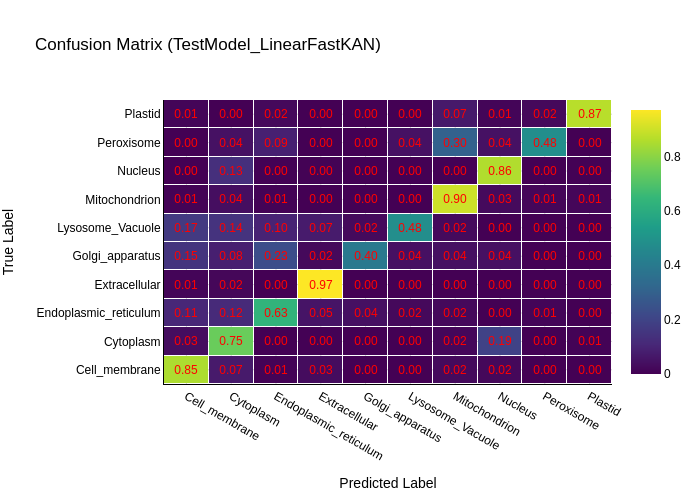 Confusion Matrix (TestModel_LinearFastKAN)
True Label
Plastid 0.01 0.00 0.02 0.00 0.00 0.00 0.07 0.01 0.02 0.87
Peroxisome 0.00 0.04 0.09 0.00 0.00 0.04 0.30 0.04 0.48 0.00
Nucleus 0.00 0.13 0.00 0.00 0.00 0.00 0.00 0.86 0.00 0.00
Mitochondrion 0.01 0.04 0.01 0.00 0.00 0.00 0.90 0.03 0.01 0.01
Lysosome_Vacuole 0.17 0.14 0.10 0.07 0.02 0.48 0.02 0.00 0.00 0.00
Golgi_apparatus 0.15 0.08 0.02 0.40 0.04 0.04 0.04 0.00 0.00
Extracellular 0.01 0.02 0.00 0.97 0.00 0.00 0.00 0.00 0.00 0.00
Endoplasmic_reticulum 0.11 0.12 0.63 0.05 0.04 0.02 0.02 0.00 0.01 0.00
Cytoplasm 0.03 0.75 0.00 0.00 0.00 0.00 0.02 0.00 0.01
Cell_membrane 0.85 0.07 0.01 0.03 0.00 0.00 0.02 0.02 0.00 0.00
Cell_membrane Cytoplasm Endoplasmic_reticulum Extracellular Golgi_apparatus Lysosome_Vacuole Mitochondrion Nucleus Peroxisome Plastid
Predicted Label
0.8
0.6
0.4
0.2
0